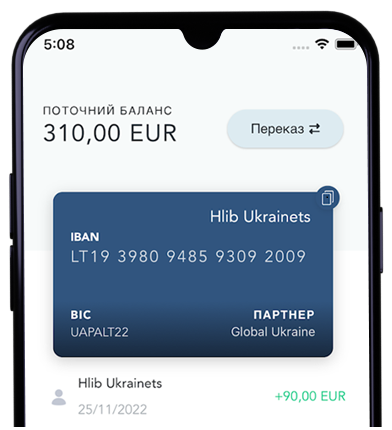 5:08
ПОТОЧНИЙ БАЛАНС
310,00 EUR
Переказ
Hlib Ukrainets
IBAN
LT19 3980 9485 9309 2009
BIC
ПАРТНЕР
UAPALT22
Global Ukraine
Hlib Ukrainets
+90,00 EUR
25/11/2022